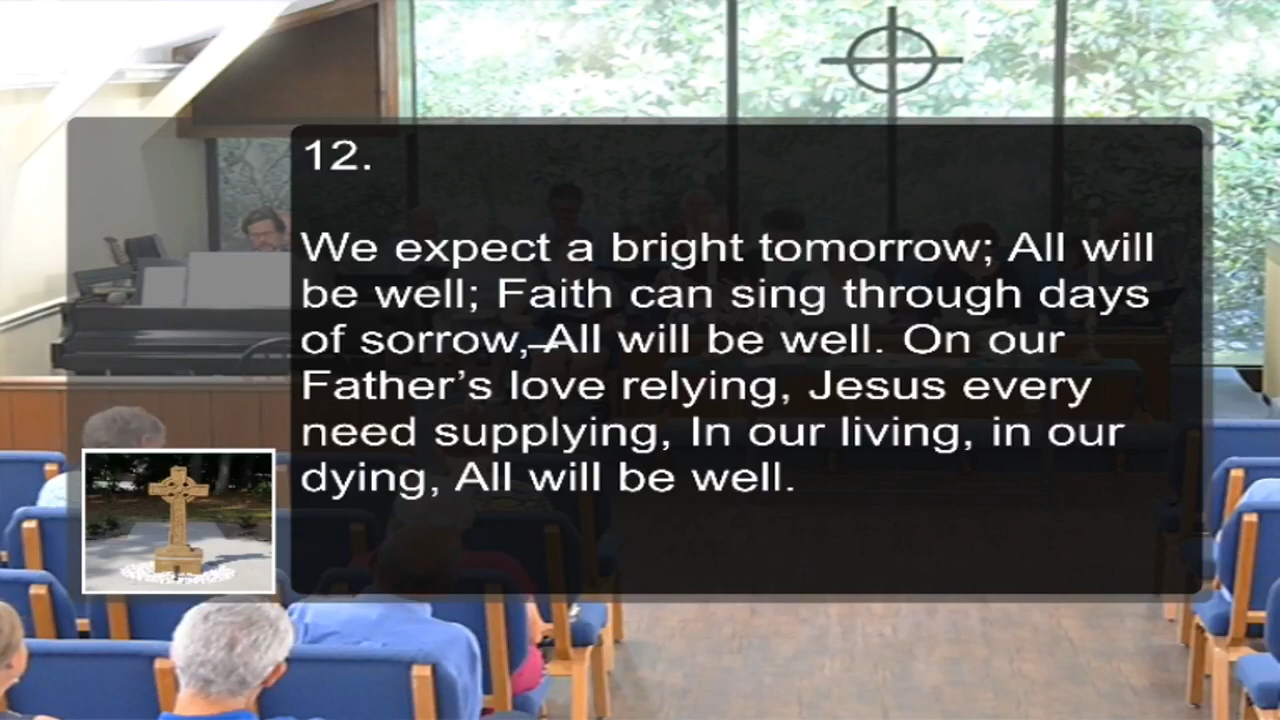 12.
We expect a bright tomorrow; All will
be well; Faith can sing through days
of sorrow,—All will be well. On our
Father’s love relying, Jesus every
need supplying, In our living, in our
dying, All will be well.